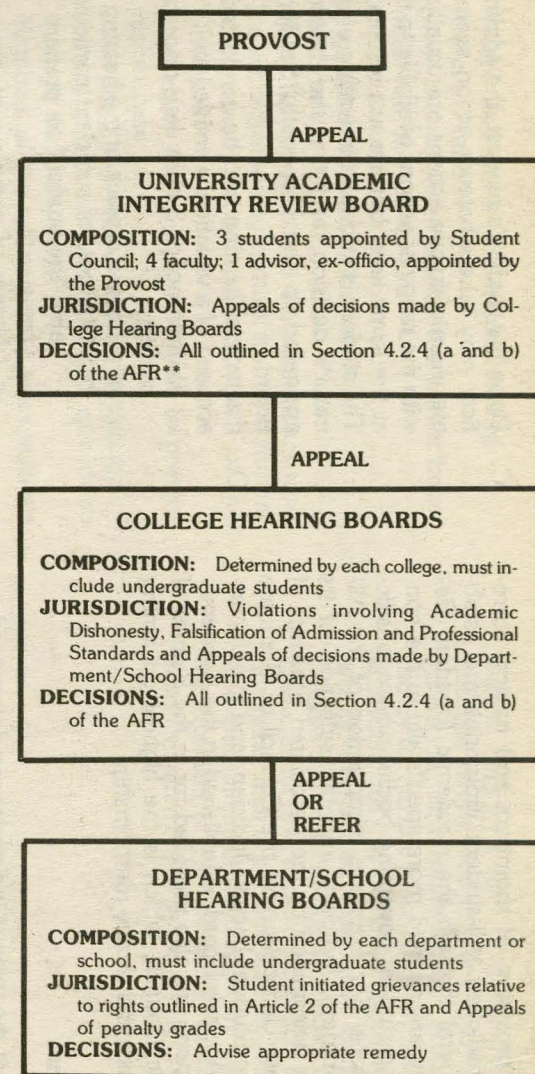 PROVOST
APPEAL
UNIVERSITY ACADEMIC
INTEGRITY REVIEW BOARD
COMPOSITION: 3 students appointed by Student
Council; 4 faculty; 1 advisor, ex-officio, appointed by
the Provost
JURISDICTION: Appeals of decisions made by Col-
lege Hearing Boards
DECISIONS: All outlined in Section 4.2.4 (a and b)
of the AFR**
APPEAL
COLLEGE HEARING BOARDS
COMPOSITION: Determined by each college, must in-
clude undergraduate students
JURISDICTION: Violations involving Academic
Dishonesty, Falsification of Admission and Professional
Standards and Appeals of decisions made by Depart-
ment/School Hearing Boards
DECISIONS: All outlined in Section 4.2.4 (a and b)
of the AFR
APPEAL
OR
REFER
DEPARTMENT/SCHOOL
HEARING BOARDS
COMPOSITION: Determined by each department or
school, must include undergraduate students
JURISDICTION: Student initiated grievances relative
to rights outlined in Article 2 of the AFR and Appeals
of penalty grades
DECISIONS: Advise appropriate remedy